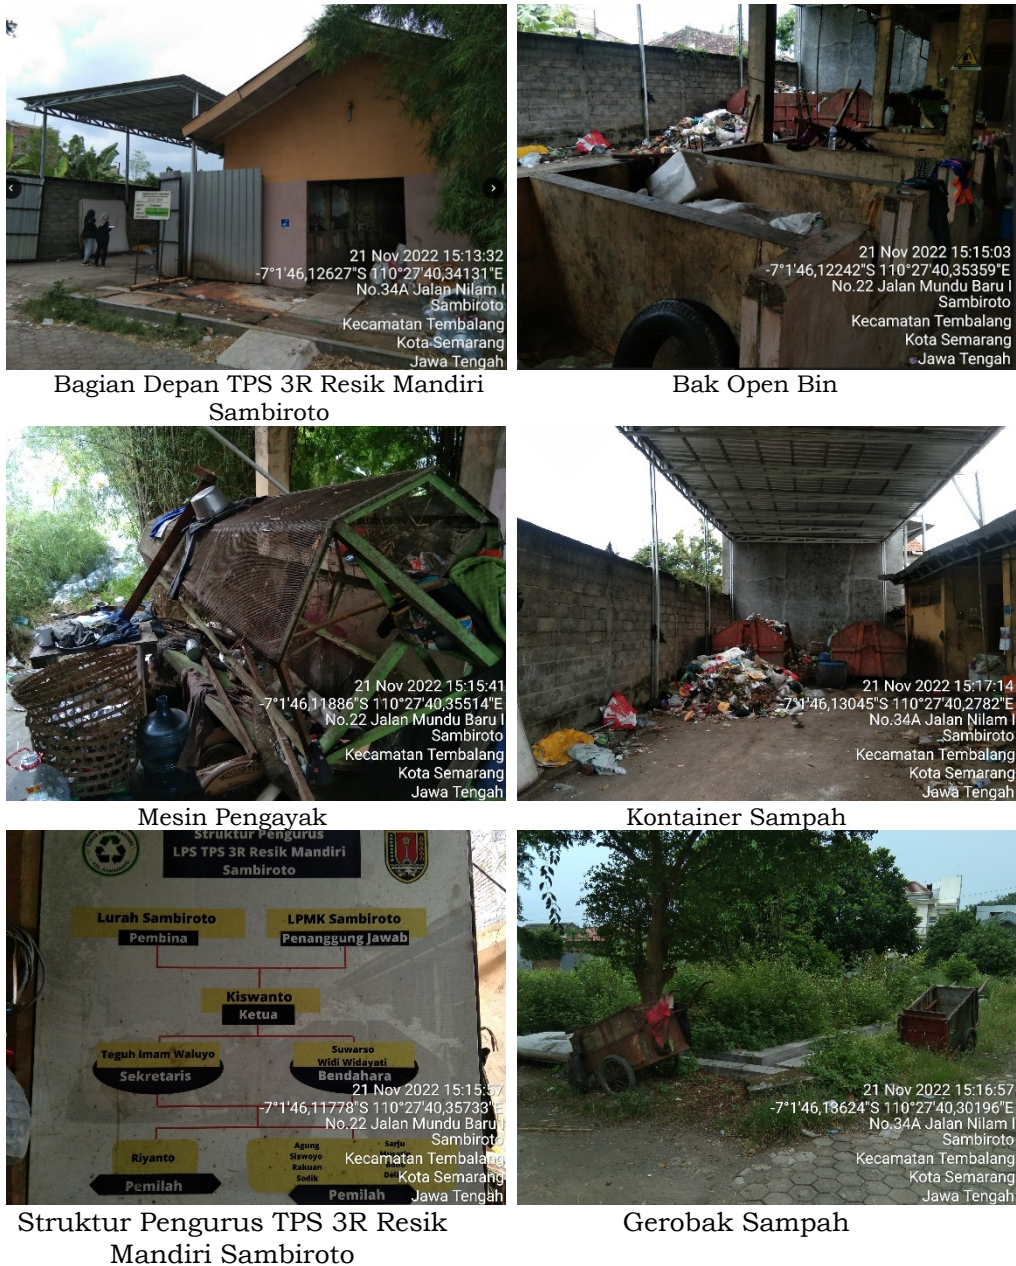 21 Nov 2022 15:13:32
-7°1'46,12627"S 110°27'40,34131"E
No.34A Jalan Nilam I
Sambiroto
Kecamatan Tembalang
Kota Semarang
Jawa Tengah
Bagian Depan TPS 3R Resik Mandiri
Sambiroto
21 Nov 2022 15:15:03
-7°1'46,12242"S 110°27'40,35359"E
No.22 Jalan Mundu Baru I
Sambiroto
Kecamatan Tembalang
Kota Semarang
Jawa Tengah
Bak Open Bin
21 Nov 2022 15:15:41
-7°1'46,11886"S 110°27'40,35514"E
No.22 Jalan Mundu Baru I
Sambiroto
Kecamatan Tembalang
Kota Semarang
Jawa Tengah
Mesin Pengayak
21 Nov 2022 15:17:14
-7°1'46,13045"S 110°27'40,2782"E
No.34A Jalan Nilam I
Sambiroto
Kecamatan Tembalang
Kota Semarang
Jawa Tengah
Kontainer Sampah
Struktur Pengurus
LPS TPS 3R Resik Mandiri
Sambiroto
Lurah Sambiroto
Pembina
LPMK Sambiroto
Penanggung Jawab
Kiswanto
Ketua
Teguh Imam Waluyo
Sekretaris
Suwarso
Widi Widayati
Bendahara
Riyanto
Pemilah
Agung
Siswoyo
Rakuan
Sodik
Sarju
Pemilah
21 Nov 2022 15:15:57
-7°1'46,11778"S 110°27'40,35733"E
No.22 Jalan Mundu Baru I
Sambiroto
Kecamatan Tembalang
Kota Semarang
Jawa Tengah
Struktur Pengurus TPS 3R Resik
Mandiri Sambiroto
21 Nov 2022 15:16:57
-7°1'46,13624"S 110°27'40,30196"E
No.34A Jalan Nilam I
Sambiroto
Kecamatan Tembalang
Kota Semarang
Jawa Tengah
Gerobak Sampah